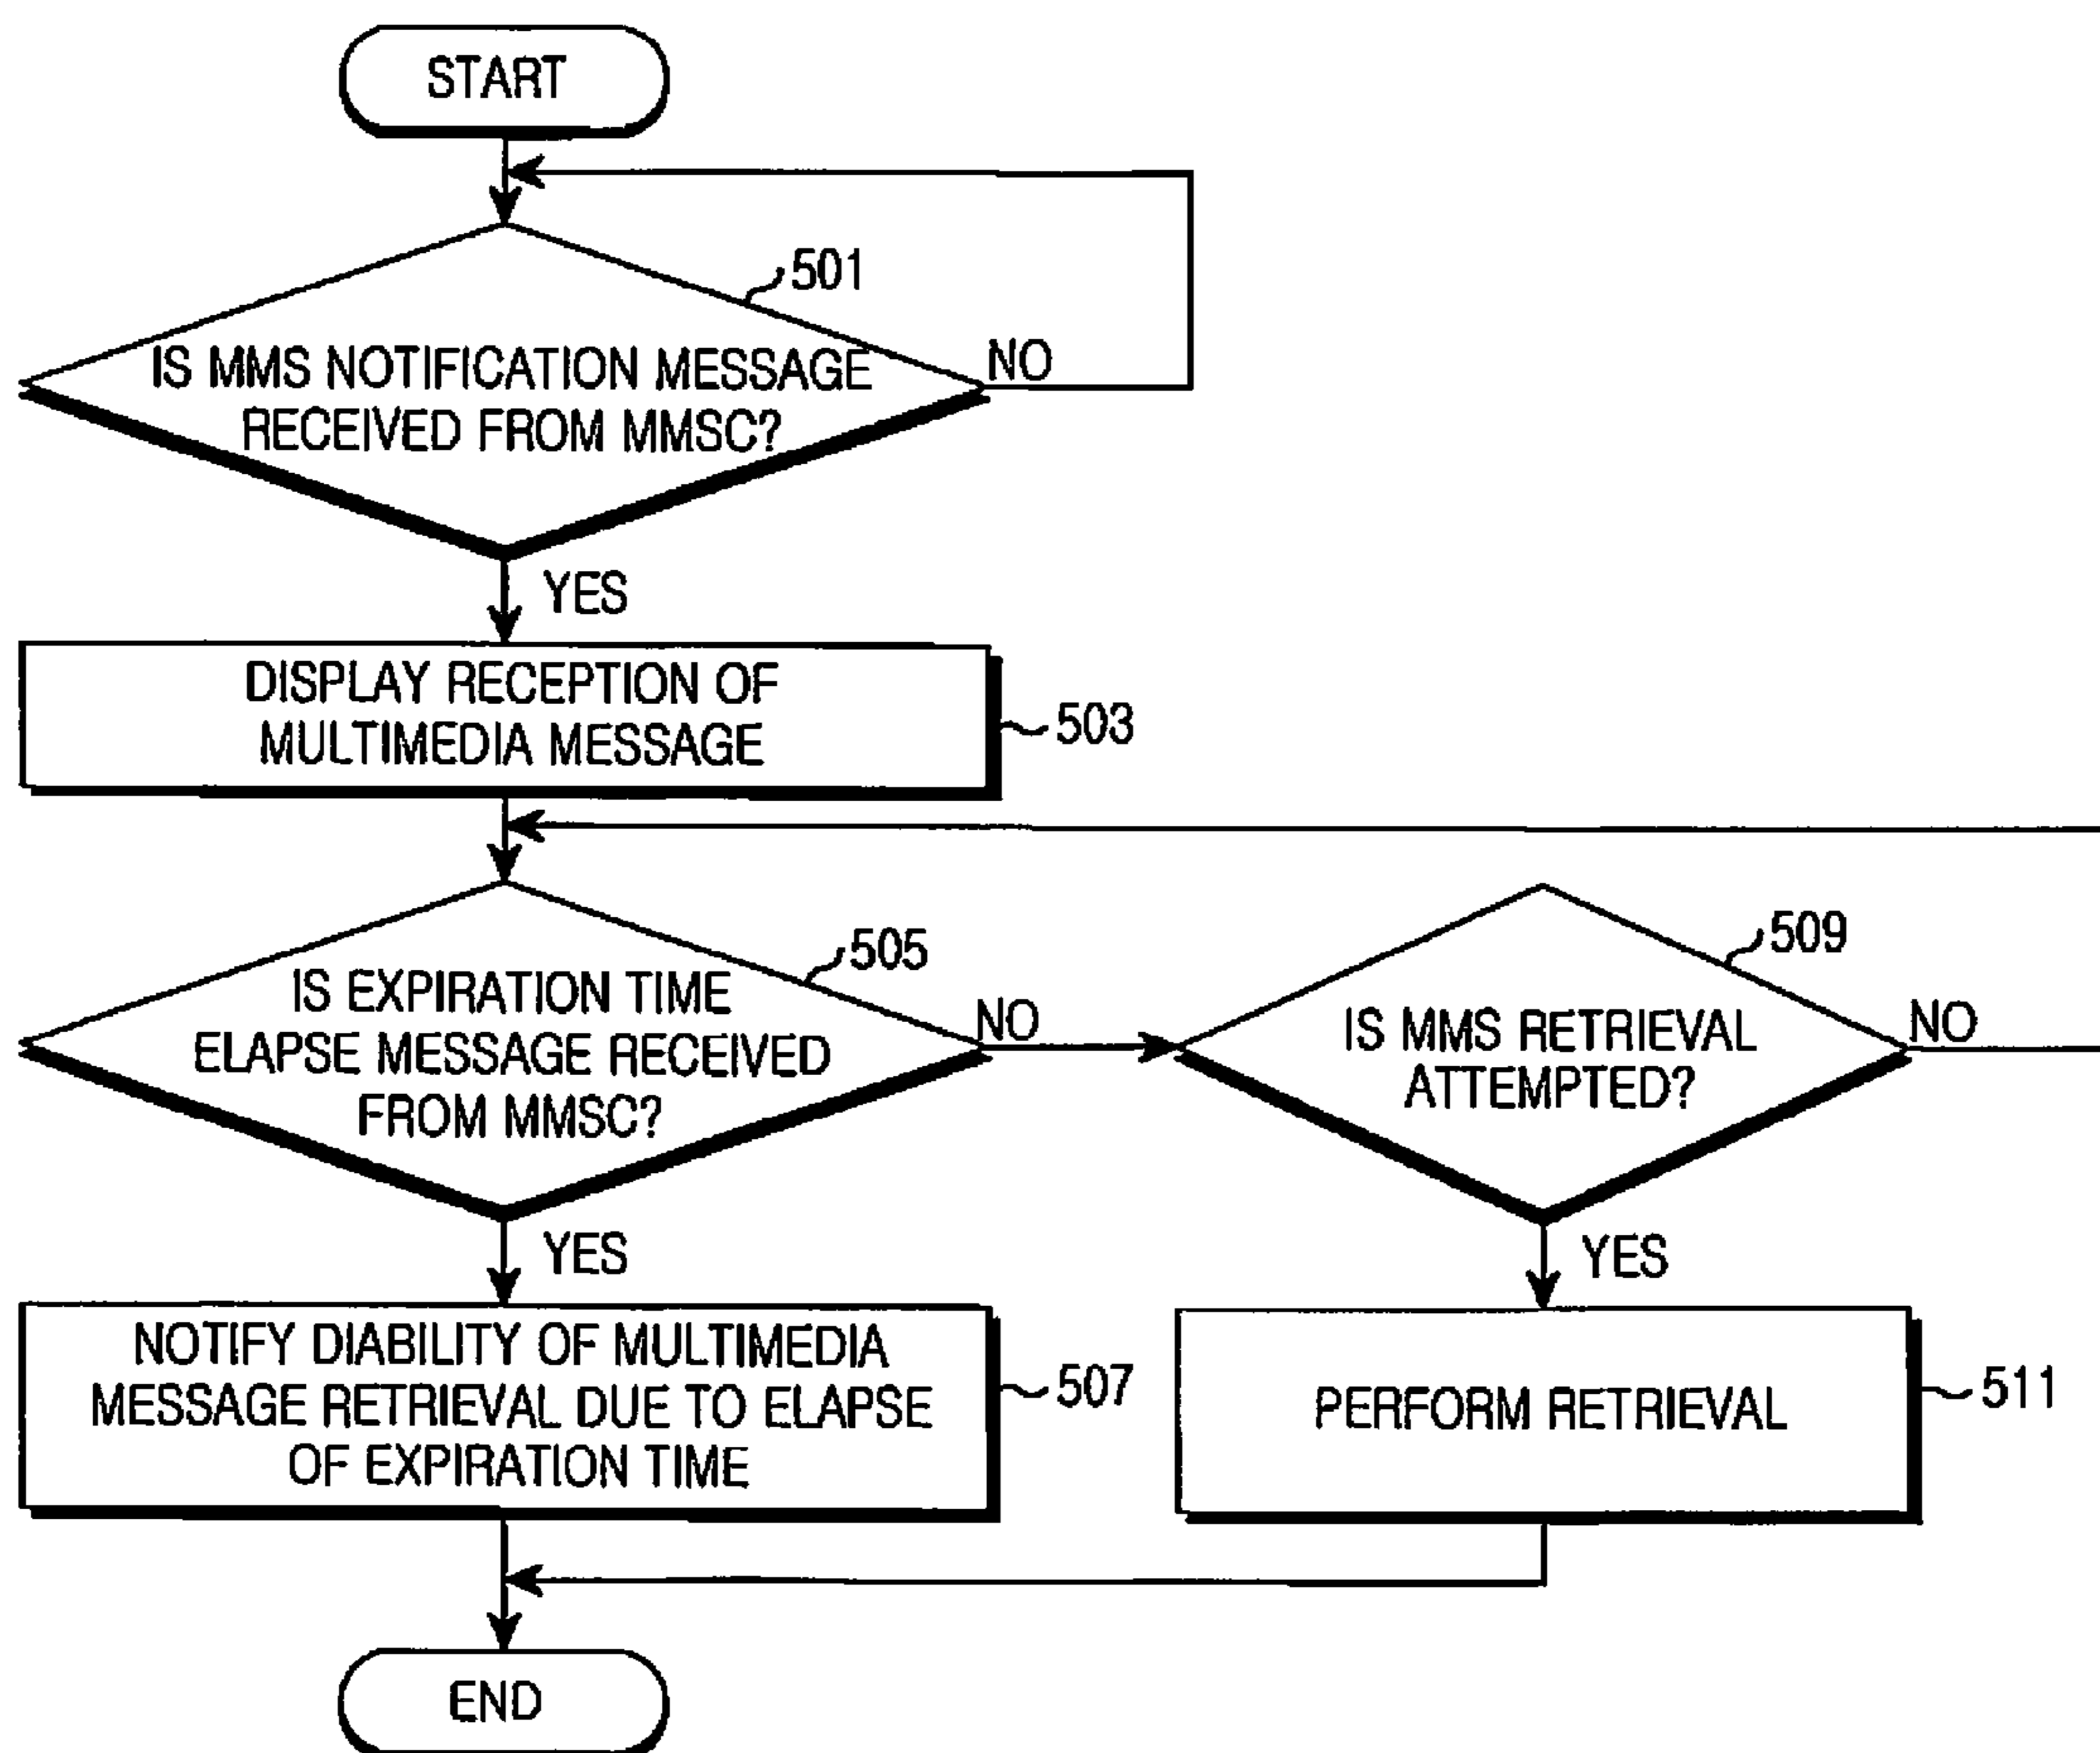 START
501
IS MMS NOTIFICATION MESSAGE
RECEIVED FROM MMSC?
NO
YES
DISPLAY RECEPTION OF
MULTIMEDIA MESSAGE
503
505
IS EXPIRATION TIME
ELAPSE MESSAGE RECEIVED
FROM MMSC?
NO
509
IS MMS RETRIEVAL
ATTEMPTED?
NO
YES
YES
NOTIFY DIABILITY OF MULTIMEDIA
MESSAGE RETRIEVAL DUE TO ELAPSE
OF EXPIRATION TIME
507
PERFORM RETRIEVAL
511
END